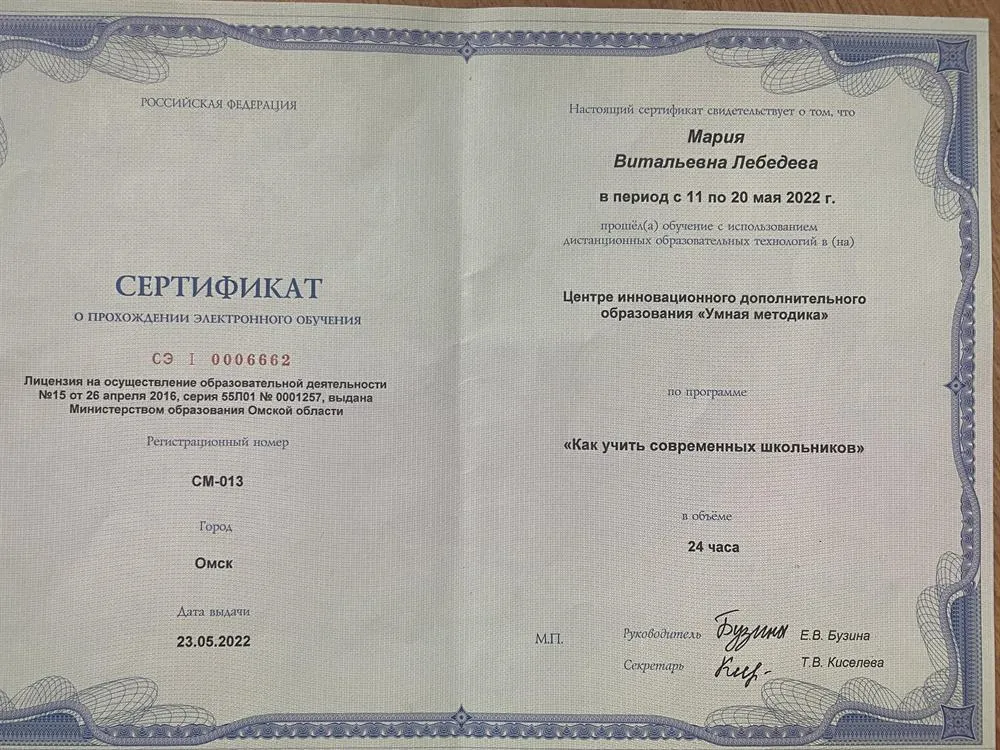 РОССИЙСКАЯ ФЕДЕРАЦИЯ
СЕРТИФИКАТ
О ПРОХОЖДЕНИИ ЭЛЕКТРОННОГО ОБУЧЕНИЯ
СЭ I 0006662
Лицензия на осуществление образовательной деятельности
№15 от 26 апреля 2016, серия 55Л01 № 0001257, выдана
Министерством образования Омской области
Регистрационный номер
СМ-013
Город
Омск
Дата выдачи
23.05.2022
Настоящий сертификат свидетельствует о том, что
Мария
Витальевна Лебедева
в период с 11 по 20 мая 2022 г.
прошёл(а) обучение с использованием
дистанционных образовательных технологий в (на)
Центре инновационного дополнительного
образования «Умная методика»
по программе
«Как учить современных школьников»
в объёме
24 часа
М.П.
Руководитель Бузина Е.В. Бузина
Секретарь Т.В. Киселева